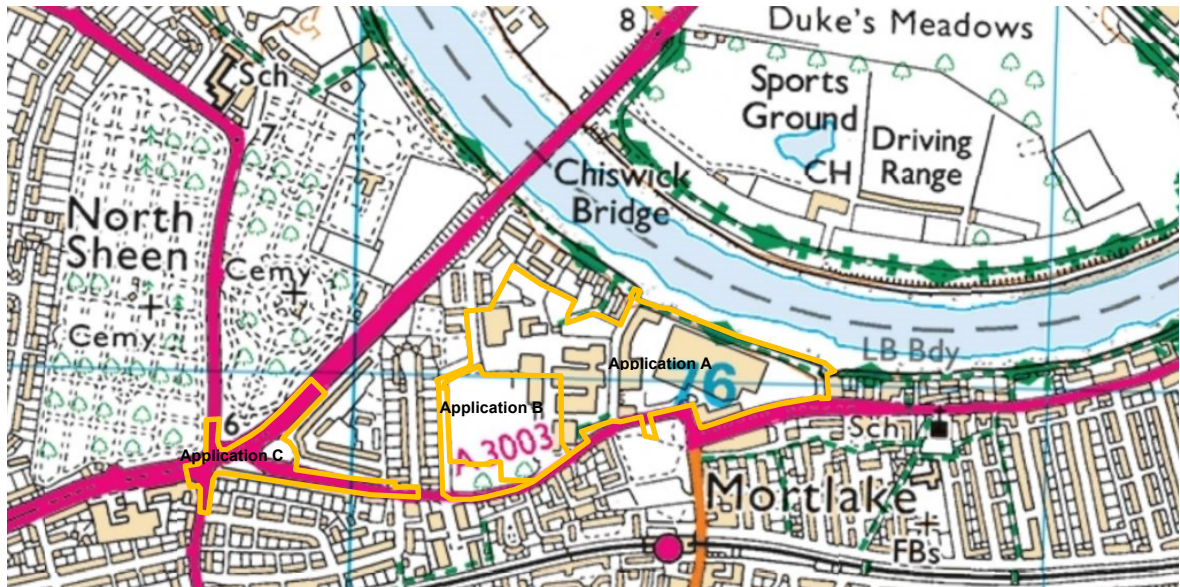 8
Duke's Meadows
Sch
Sports
Ground
Driving
Range
CH
7
Chiswick
Bridge
North
Sheen
Cemy
Cemy
LB Bdy
Application A
76
Application B
6
A 3003
Sch
Application C
Mortlake
FBs